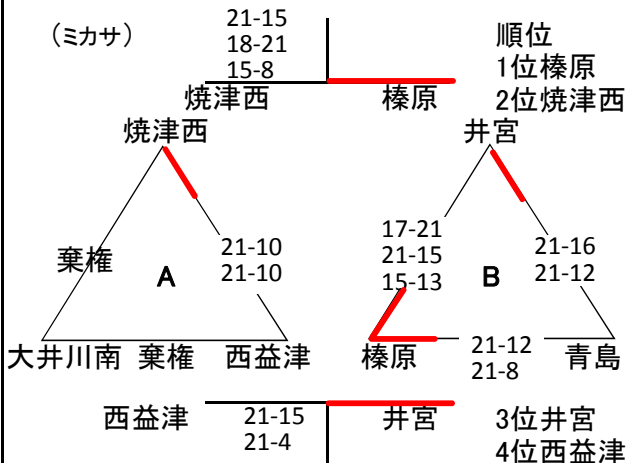 (ミカサ)
21-15
18-21
15-8
順位
1位榛原
2位焼津西
焼津西
榛原
焼津西
井宮
棄権
A
21-10
21-10
17-21
21-15
15-13
B
21-16
21-12
大井川南
棄権
西益津
榛原
21-12
21-8
青島
西益津
21-15
21-4
井宮
3位井宮
4位西益津